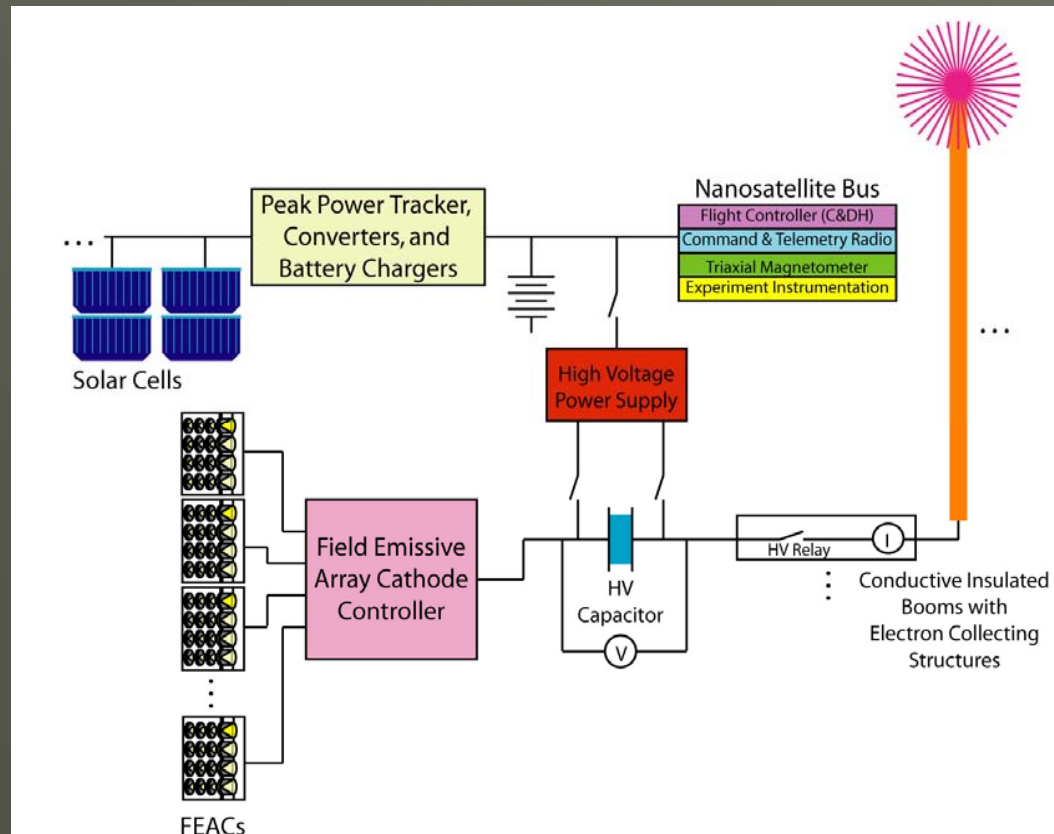 Peak Power Tracker,
Converters, and
Battery Chargers
Nanosatellite Bus
Flight Controller (C&DH)
Command & Telemetry Radio
Triaxial Magnetometer
Experiment Instrumentation
...
...
Solar Cells
High Voltage
Power Supply
Field Emissive
Array Cathode
Controller
HV
Capacitor
V
HV Relay
I
Conductive Insulated
Booms with
Electron Collecting
Structures
FEACs